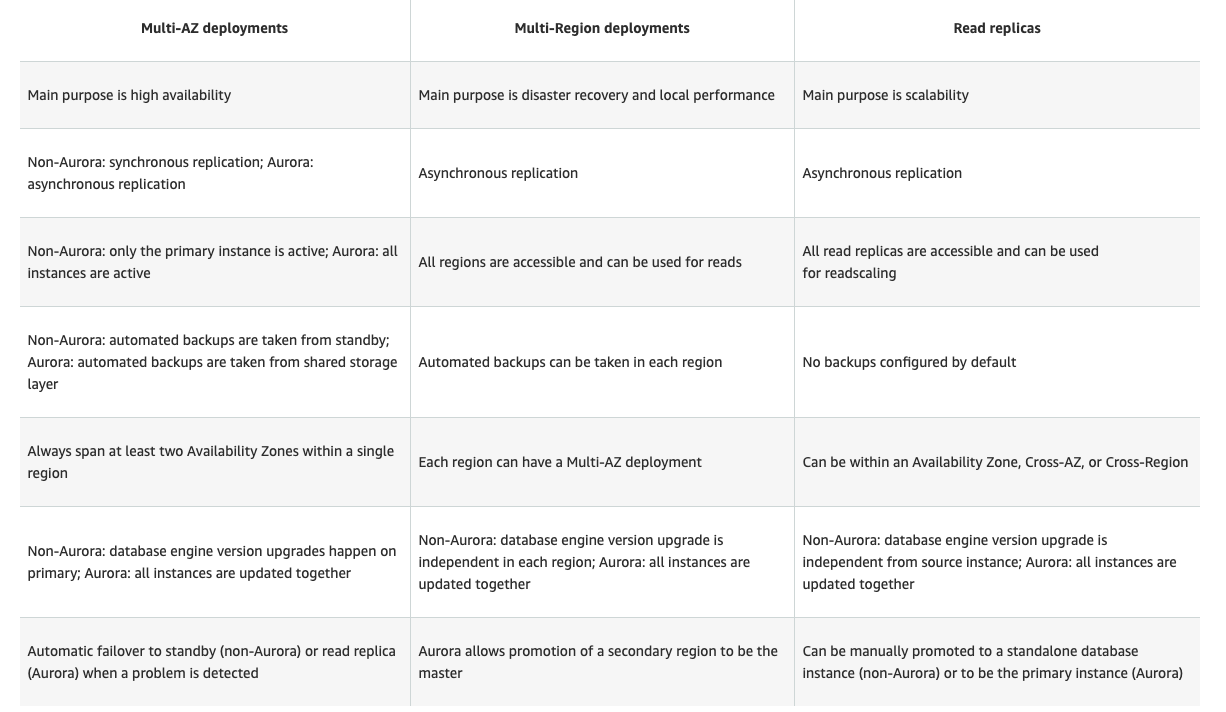 Multi-AZ deployments
Multi-Region deployments
Read replicas
Main purpose is high availability
Main purpose is disaster recovery and local performance
Main purpose is scalability
Non-Aurora: synchronous replication; Aurora:
asynchronous replication
Asynchronous replication
Asynchronous replication
Non-Aurora: only the primary instance is active; Aurora: all
instances are active
All regions are accessible and can be used for reads
All read replicas are accessible and can be used
for readscaling
Non-Aurora: automated backups are taken from standby;
Aurora: automated backups are taken from shared storage
layer
Automated backups can be taken in each region
No backups configured by default
Always span at least two Availability Zones within a single
region
Each region can have a Multi-AZ deployment
Can be within an Availability Zone, Cross-AZ, or Cross-Region
Non-Aurora: database engine version upgrades happen on
primary; Aurora: all instances are updated together
Non-Aurora: database engine version upgrade is
independent in each region; Aurora: all instances are
updated together
Non-Aurora: database engine version upgrade is
independent from source instance; Aurora: all instances are
updated together
Automatic failover to standby (non-Aurora) or read replica
(Aurora) when a problem is detected
Aurora allows promotion of a secondary region to be the
master
Can be manually promoted to a standalone database
instance (non-Aurora) or to be the primary instance (Aurora)